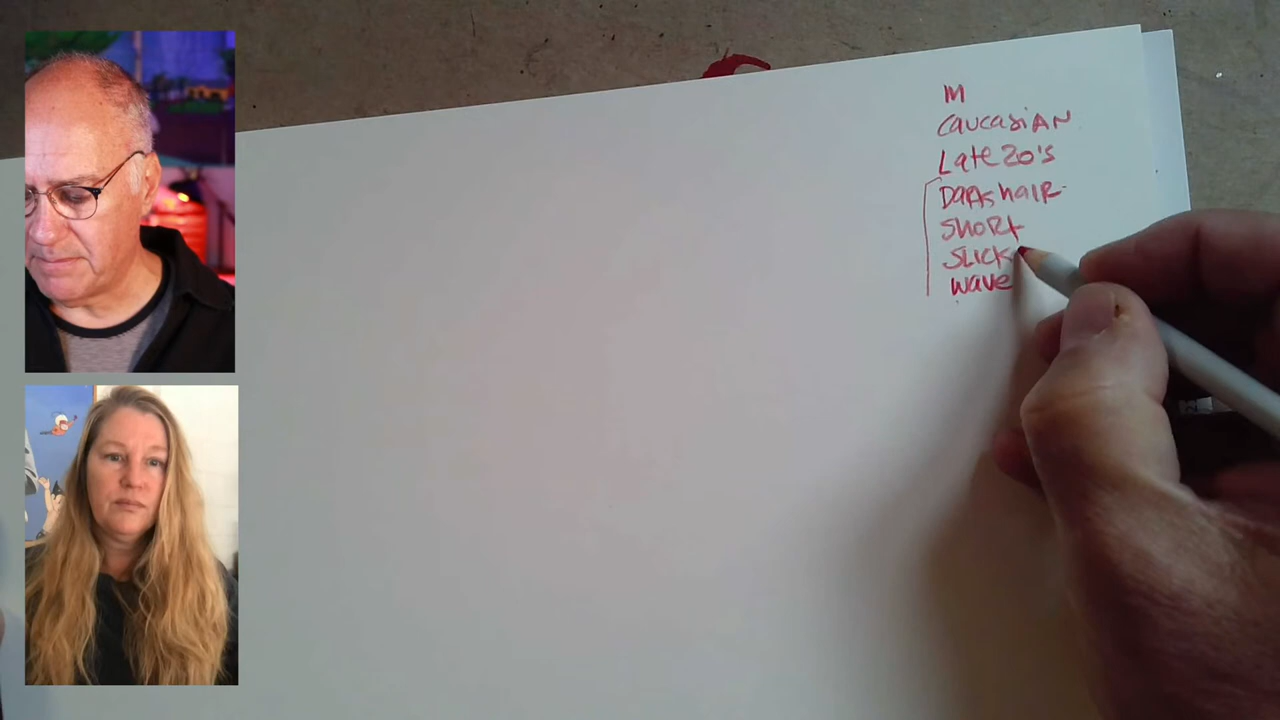 M
CAUCASIAN
Late 20's
DARk hAIR
SHORt
SLICk
wave